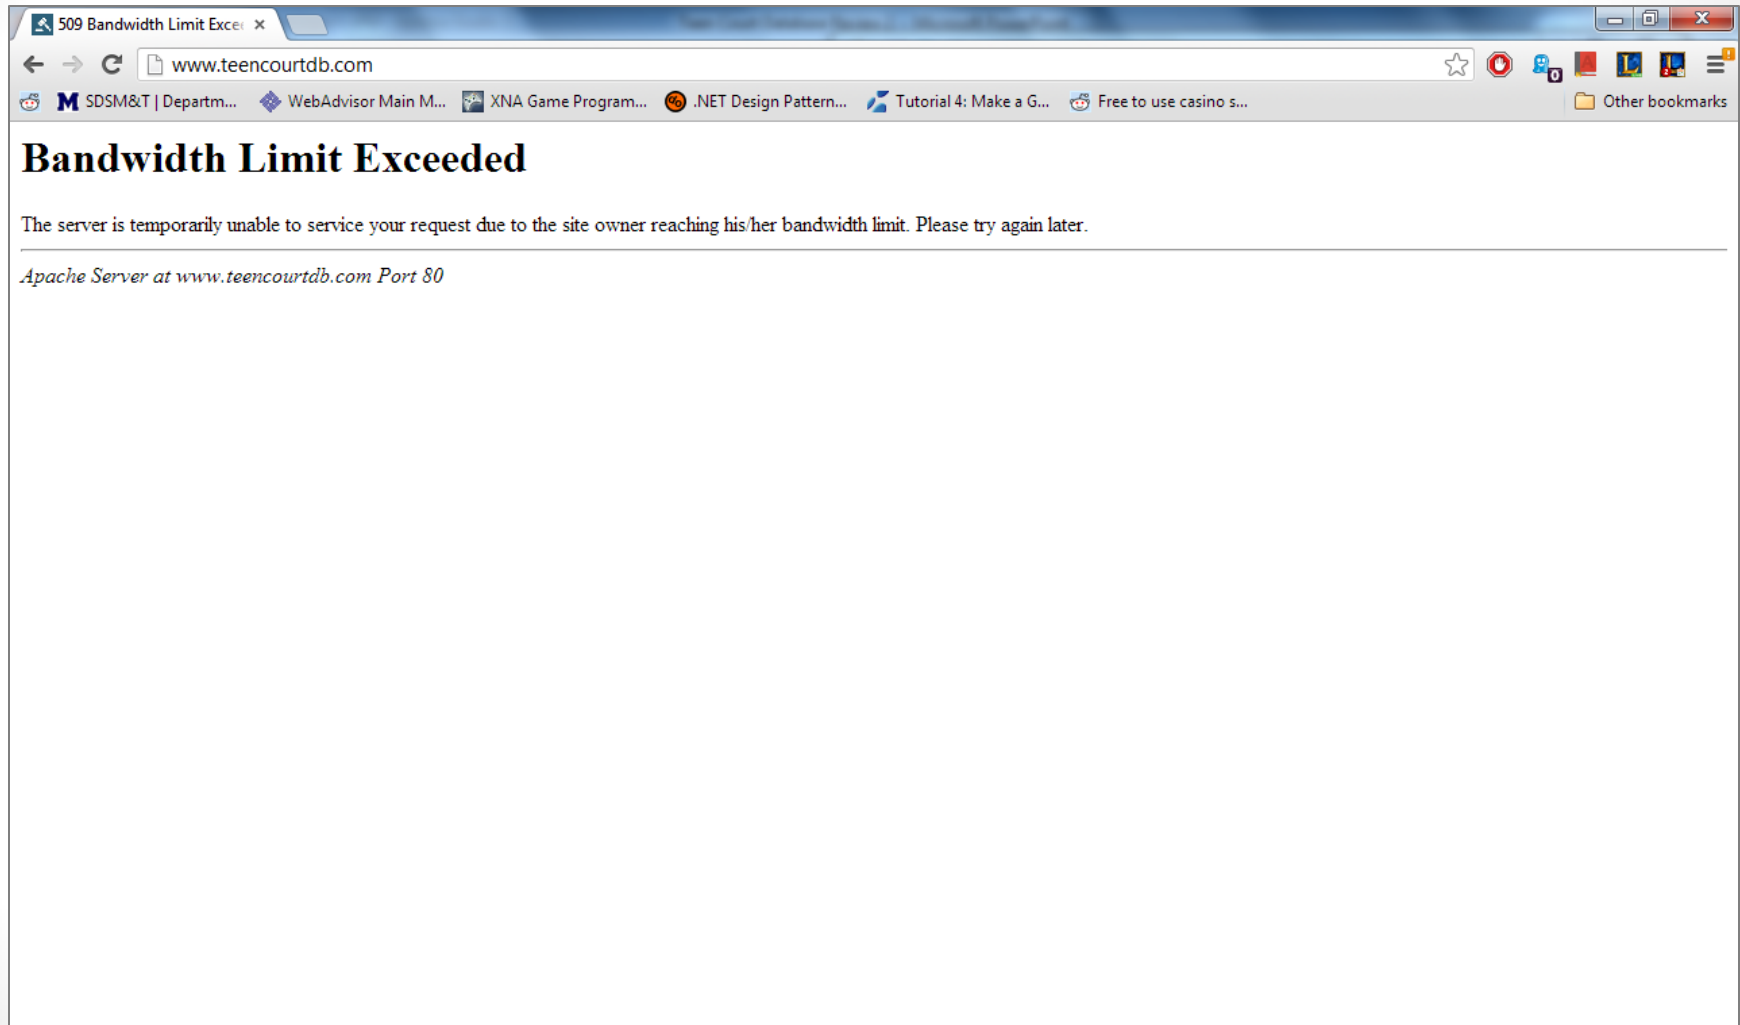 509 Bandwidth Limit Exce
www.teencourtdb.com
SDSM&T | Departm... WebAdvisor Main M... XNA Game Program... .NET Design Pattern... Tutorial 4: Make a G... Free to use casino s... Other bookmarks
Bandwidth Limit Exceeded
The server is temporarily unable to service your request due to the site owner reaching his/her bandwidth limit. Please try again later.
Apache Server at www.teencourtdb.com Port 80